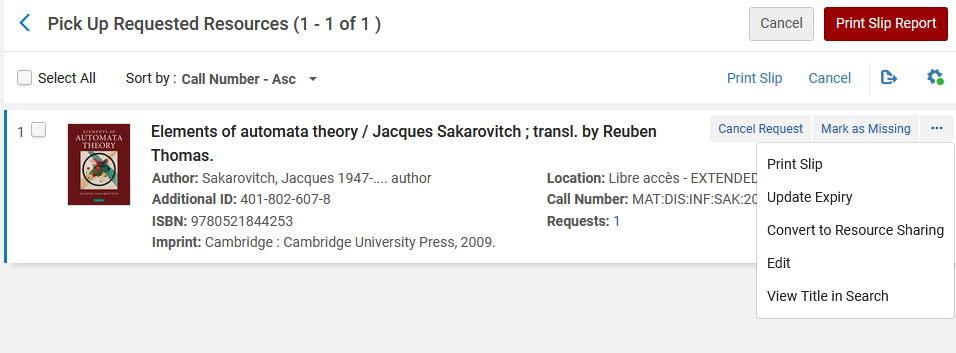 Pick Up Requested Resources (1 - 1 of 1 )
Cancel
Print Slip Report
Select All
Sort by : Call Number - Asc
Print Slip
Cancel
1
ELEMENTS OF
AUTOMATA
THEORY
JACQUES SAKAROVITCH
Elements of automata theory / Jacques Sakarovitch ; transl. by Reuben
Thomas.
Cancel Request
Mark as Missing
Author: Sakarovitch, Jacques 1947-.... author
Additional ID: 401-802-607-8
ISBN: 9780521844253
Imprint: Cambridge : Cambridge University Press, 2009.
Location: Libre accès - EXTENDED
Call Number: MAT:DIS:INF:SAK:20
Requests: 1
Print Slip
Update Expiry
Convert to Resource Sharing
Edit
View Title in Search